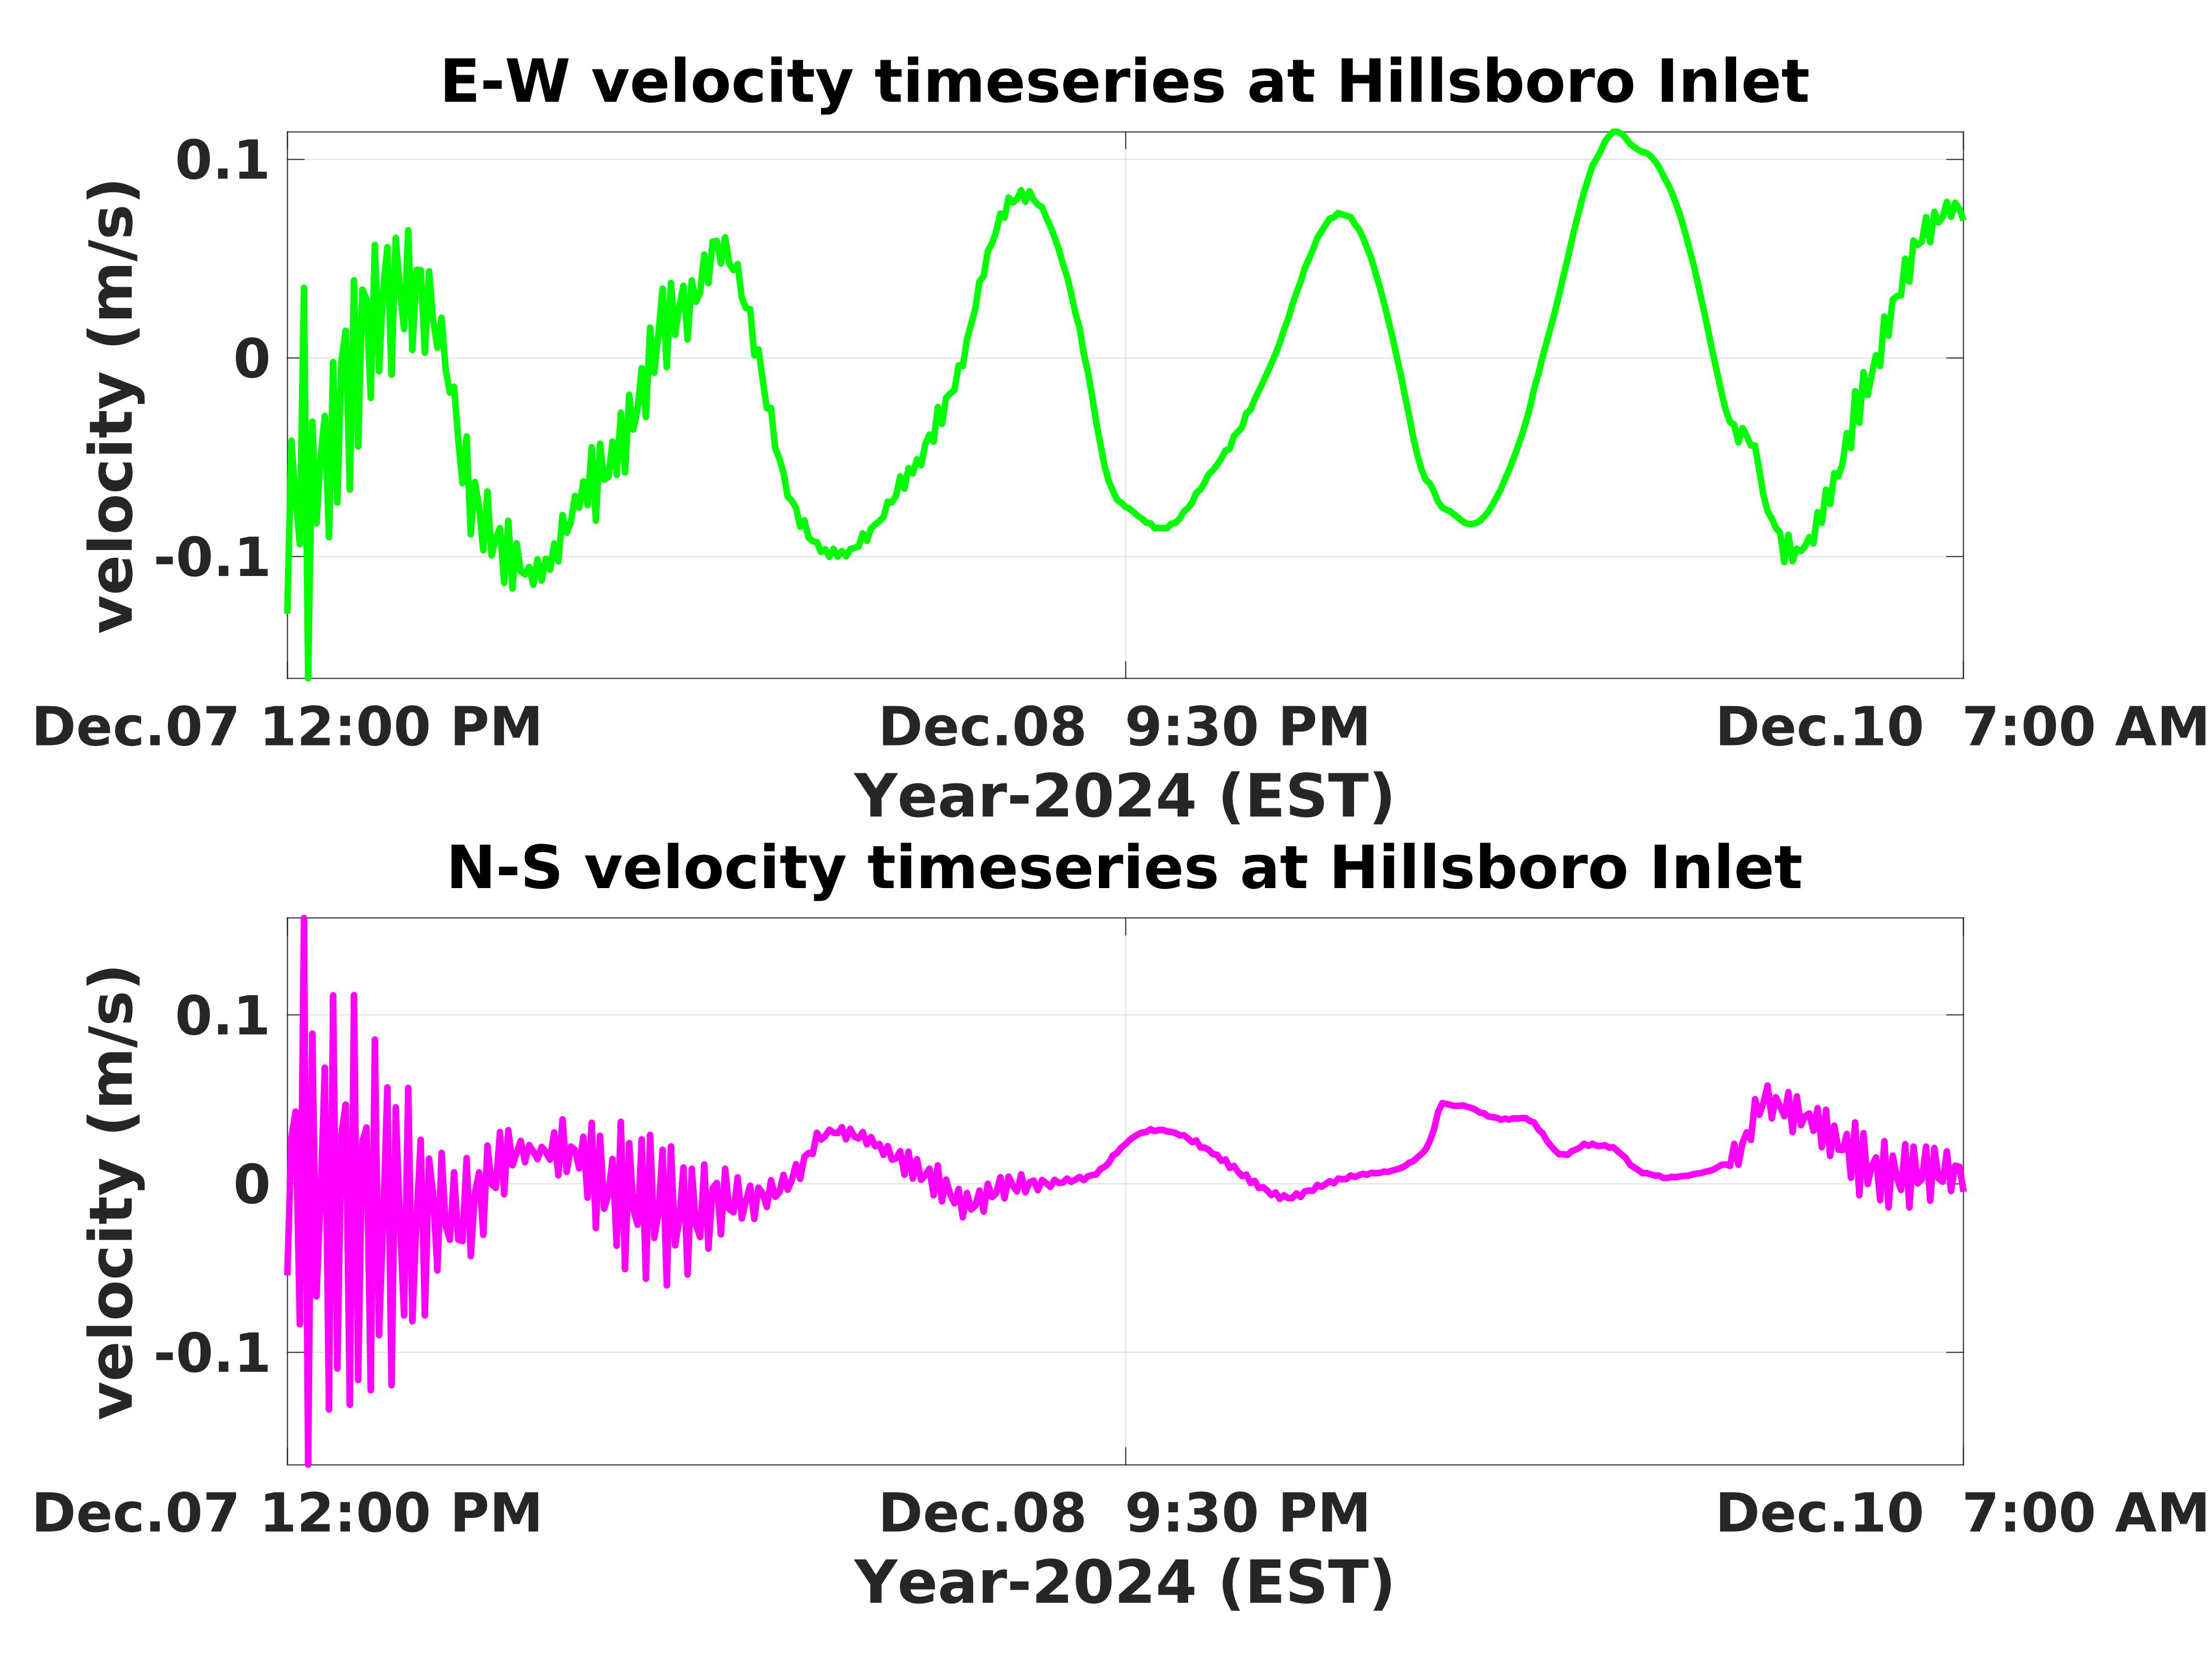 E-W velocity timeseries at Hillsboro Inlet
velocity (m/s)
0.1
0
-0.1
Dec.07 12:00 PM
Dec.08  9:30 PM
Dec.10  7:00 AM
Year-2024 (EST)
N-S velocity timeseries at Hillsboro Inlet
velocity (m/s)
0.1
0
-0.1
Dec.07 12:00 PM
Dec.08  9:30 PM
Dec.10  7:00 AM
Year-2024 (EST)